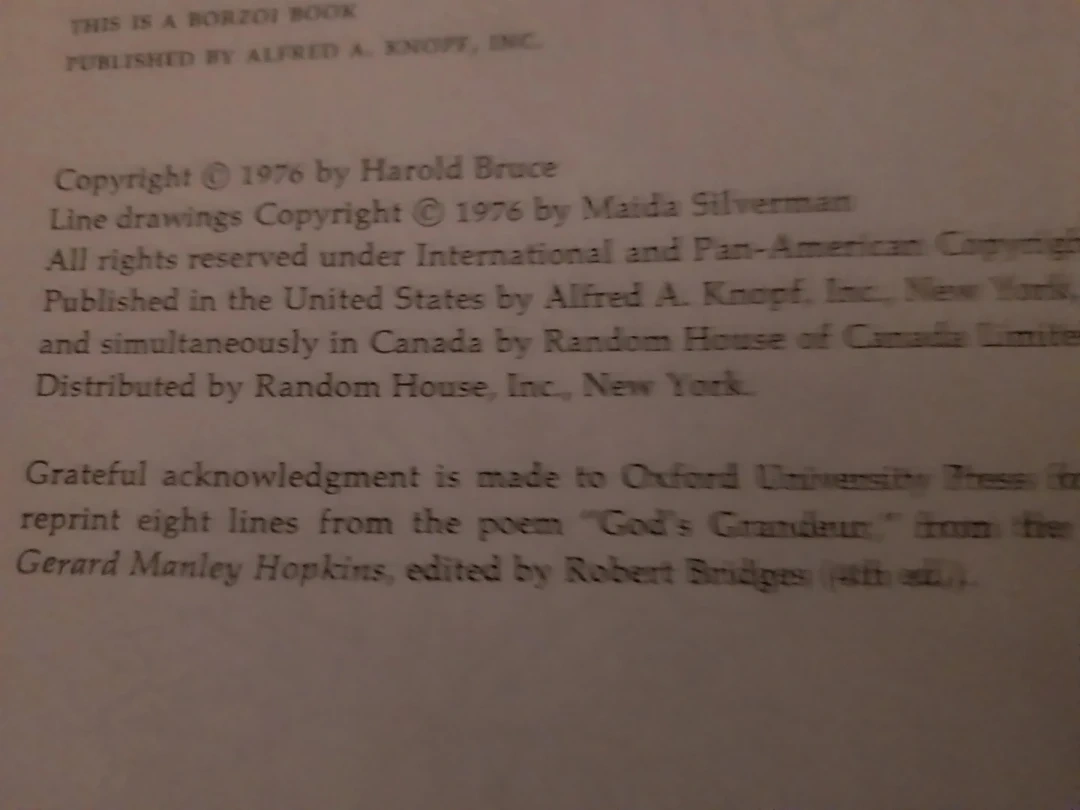 THIS IS A BORZOI BOOK
PUBLISHED BY ALFRED A. KNOPF, INC.
Copyright © 1976 by Harold Bruce
Line drawings Copyright © 1976 by Maida Silverman
All rights reserved under International and Pan-American
Published in the United States by Alfred A. Knopf, Inc., New York,
and simultaneously in Canada by Random House of Canada
Distributed by Random House, Inc., New York.
Grateful acknowledgment is made to Oxford University Press
reprint eight lines from the poem "God's Grandeur," from the
Gerard Manley Hopkins, edited by Robert Bridges